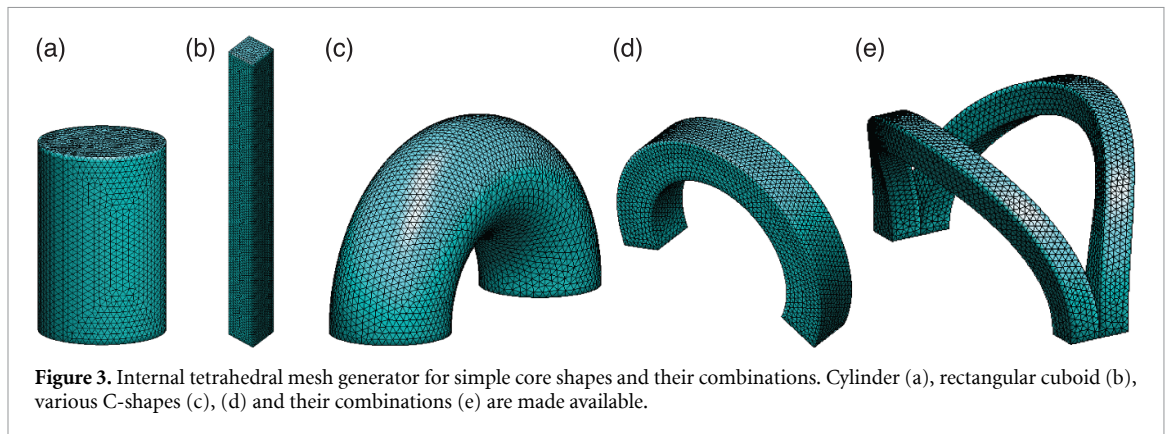 (a) (b) (c) (d) (e)
Figure 3. Internal tetrahedral mesh generator for simple core shapes and their combinations. Cylinder (a), rectangular cuboid (b),
various C-shapes (c), (d) and their combinations (e) are made available.